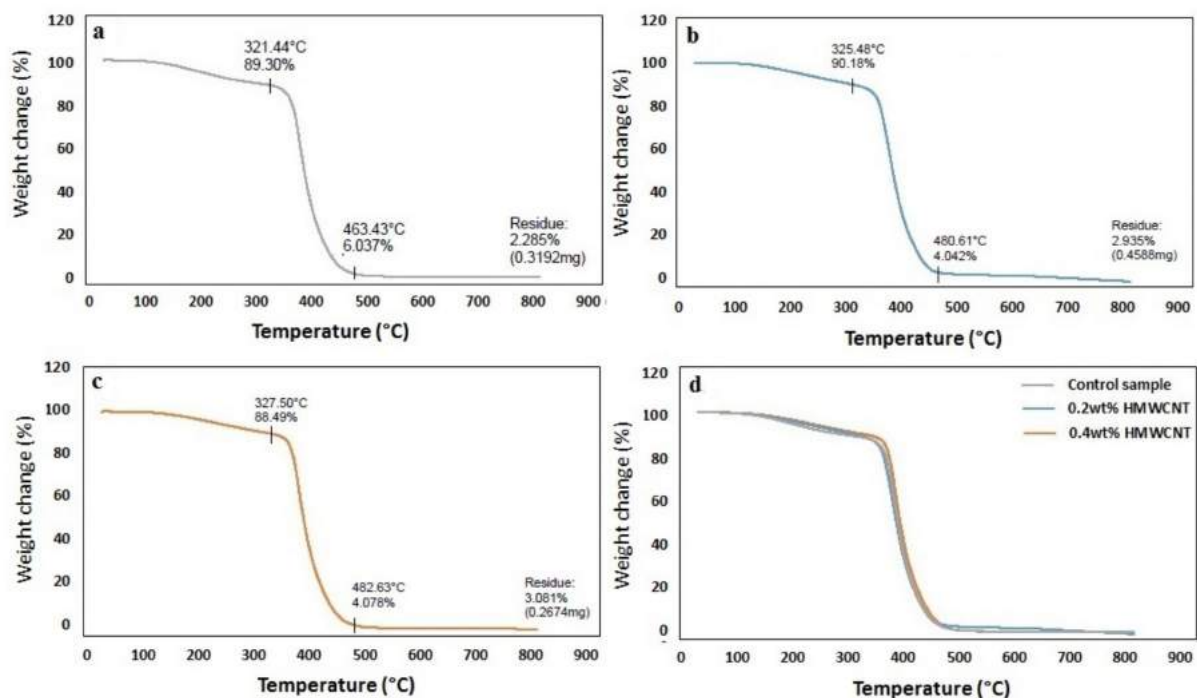 a
120
100
80
60
40
20
0
Weight change (%)
321.44°C
89.30%
463.43°C
6.037%
Residue:
2.285%
(0.3192mg)
0 100 200 300 400 500 600 700 800 900
Temperature (°C)
b
120
100
80
60
40
20
0
Weight change (%)
325.48°C
90.18%
480.61°C
4.042%
Residue:
2.935%
(0.4588mg)
0 100 200 300 400 500 600 700 800 900
Temperature (°C)
c
120
100
80
60
40
20
0
Weight change (%)
327.50°C
88.49%
482.63°C
4.078%
Residue:
3.081%
(0.2674mg)
0 100 200 300 400 500 600 700 800 900
Temperature (°C)
d
120
100
80
60
40
20
0
Weight change (%)
Control sample
0.2wt% HMWCNT
0.4wt% HMWCNT
0 100 200 300 400 500 600 700 800 900
Temperature (°C)